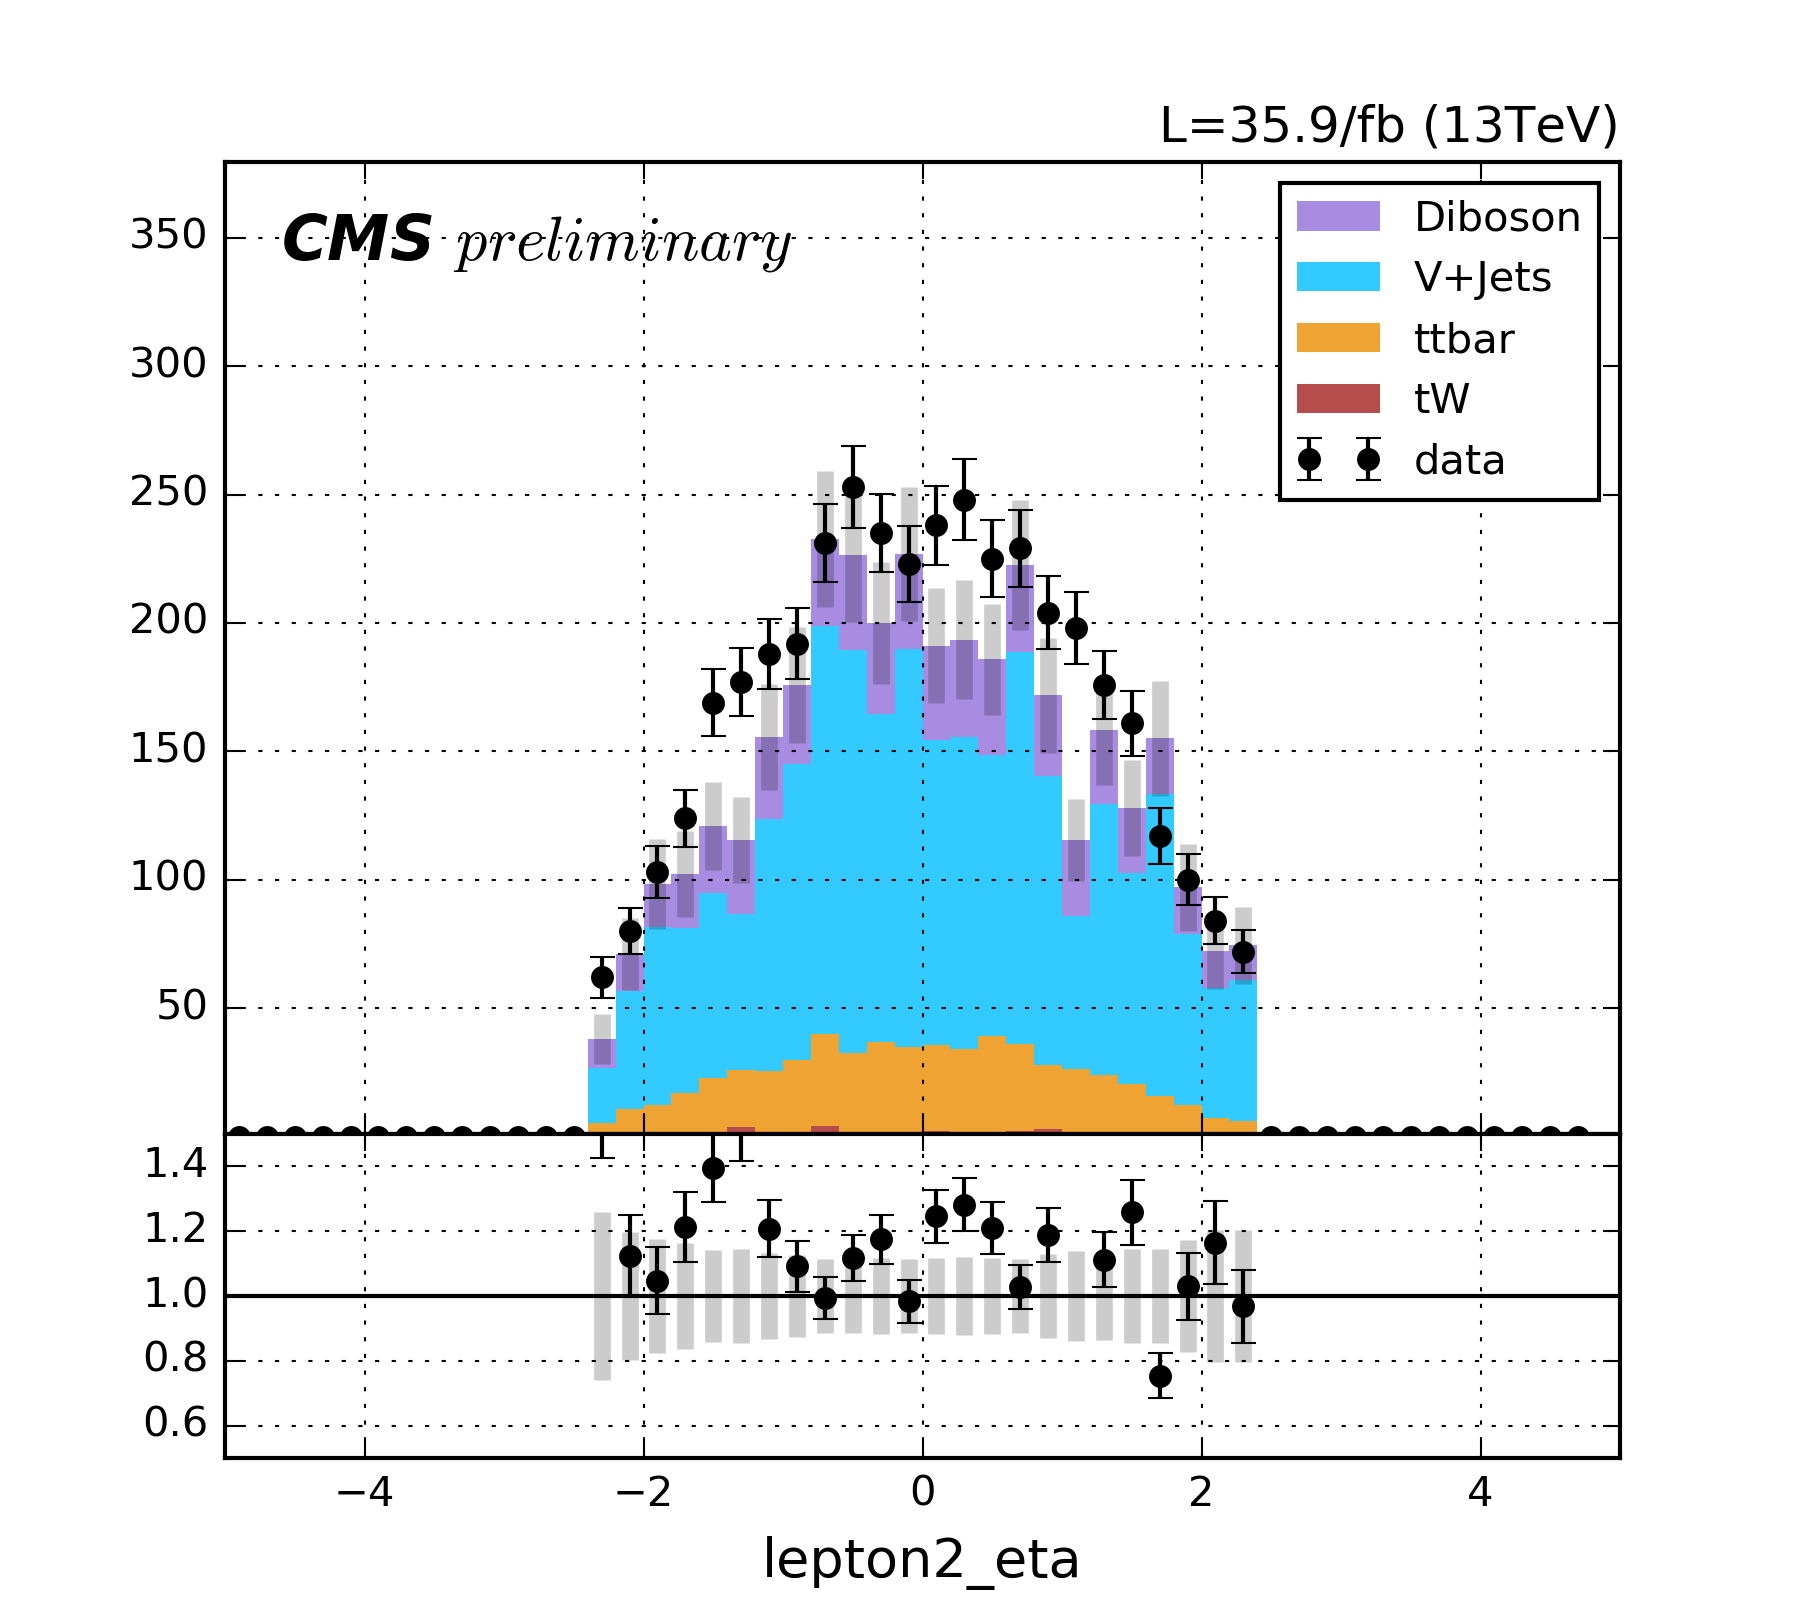 L=35.9/fb (13TeV)
CMS preliminary
Diboson
V+Jets
ttbar
tW
data
350
300
250
200
150
100
50
1.4
1.2
1.0
0.8
0.6
−4 −2 0 2 4
lepton2_eta